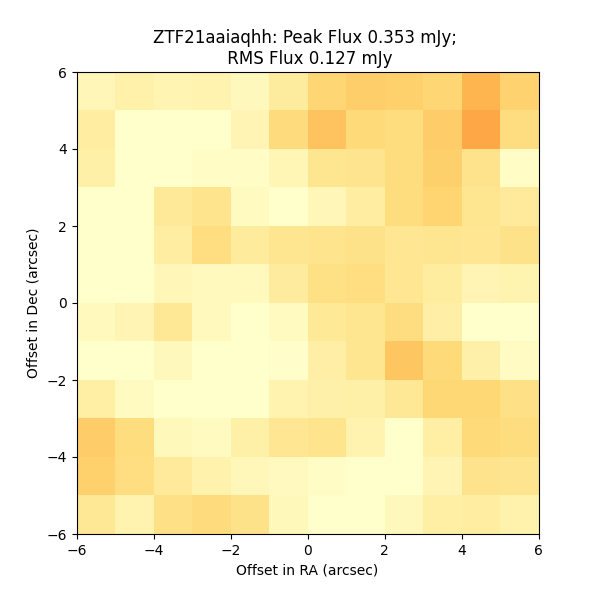 ZTF21aaiaqhh: Peak Flux 0.353 mJy;
RMS Flux 0.127 mJy
6
4
2
0
−2
−4
−6
Offset in Dec (arcsec)
−6 −4 −2 0 2 4 6
Offset in RA (arcsec)